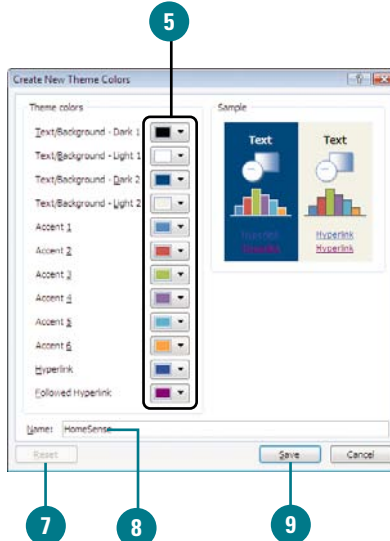 5
Create New Theme Colors
Theme colors
Sample
Text/Background - Dark 1
Text/Background - Light 1
Text/Background - Dark 2
Text/Background - Light 2
Accent 1
Accent 2
Accent 3
Accent 4
Accent 5
Accent 6
Hyperlink
Followed Hyperlink
Text Text
Hyperlink Hyperlink
Hyperlink Hyperlink
Name: HomeSense
Reset Save Cancel
7 8 9